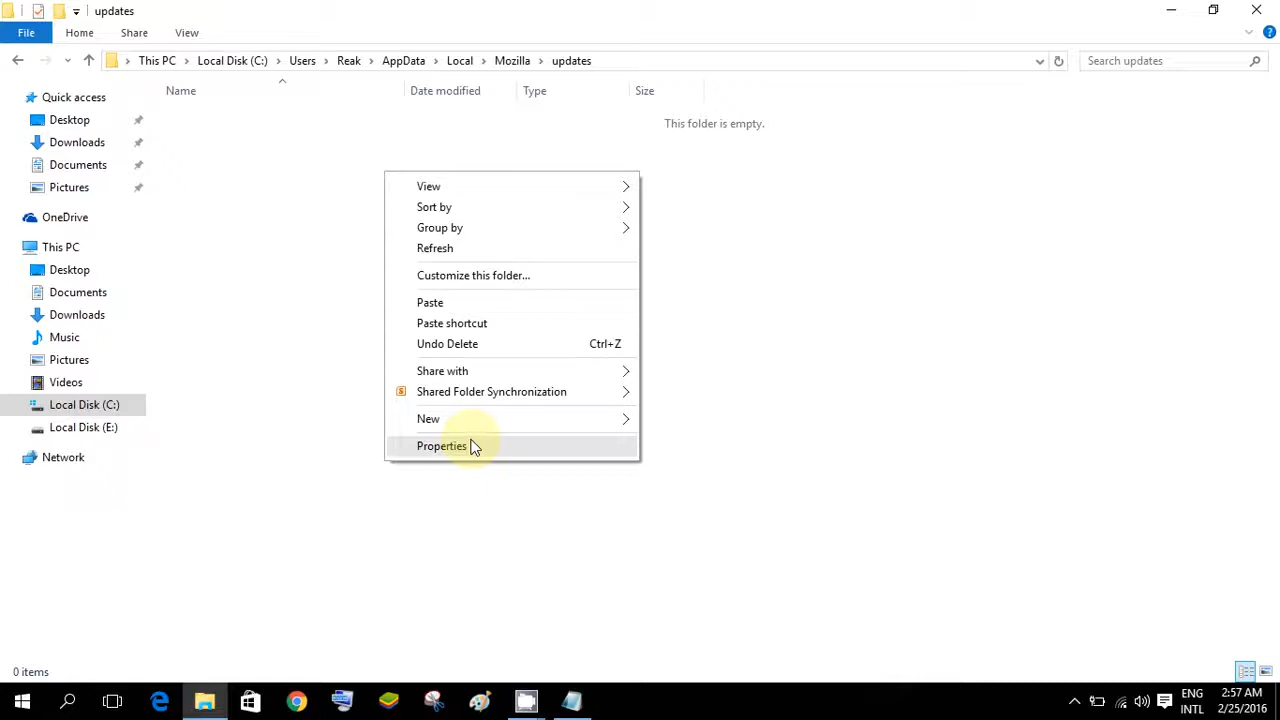 updates
File Home Share View
This PC Local Disk (C:) Users Reak AppData Local Mozilla updates
Search updates
Name Date modified Type Size
This folder is empty.
Quick access
Desktop
Downloads
Documents
Pictures
OneDrive
This PC
Desktop
Documents
Downloads
Music
Pictures
Videos
Local Disk (C:)
Local Disk (E:)
Network
View
Sort by
Group by
Refresh
Customize this folder...
Paste
Paste shortcut
Undo Delete Ctrl+Z
Share with
S Shared Folder Synchronization
New
Properties
0 items
ENG 2:57 AM
INTL 2/25/2016